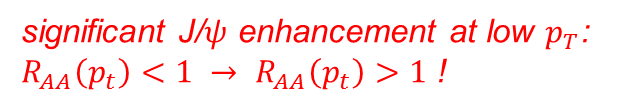 significant J/ψ enhancement at low p_T:
R_AA(p_t) < 1 → R_AA(p_t) > 1 !